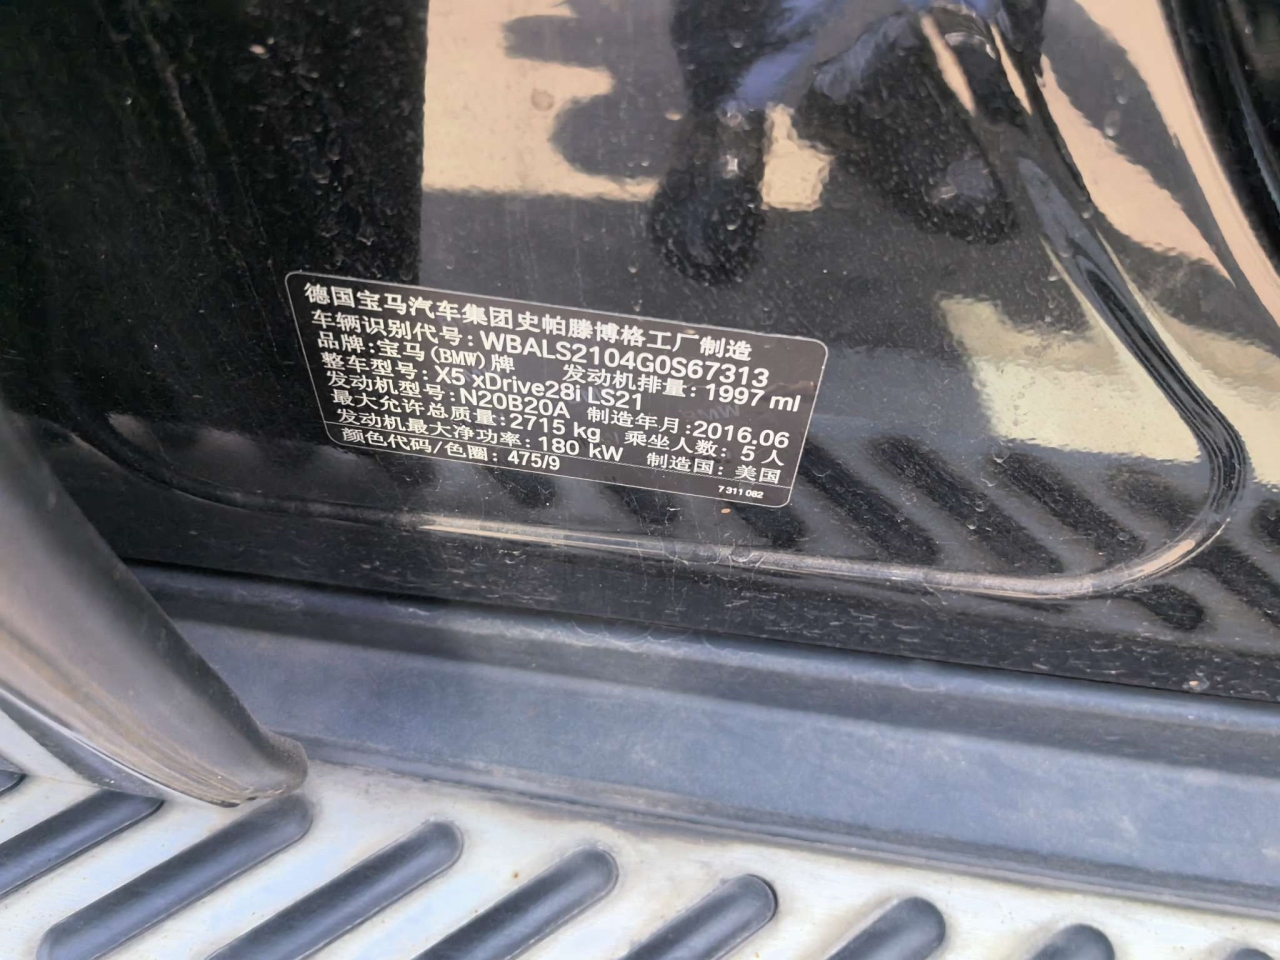 德国宝马汽车集团史帕滕博格工厂制造
车辆识别代号: WBALS2104G0S67313
品牌: 宝马(BMW)牌 发动机排量: 1997 ml
整车型号: X5 xDrive28i LS21
发动机型号: N20B20A 制造年月: 2016.06
最大允许总质量: 2715 kg 乘坐人数: 5 人
发动机最大净功率: 180 kW 制造国: 美国
颜色代码/色圈: 475/9
7 311 082